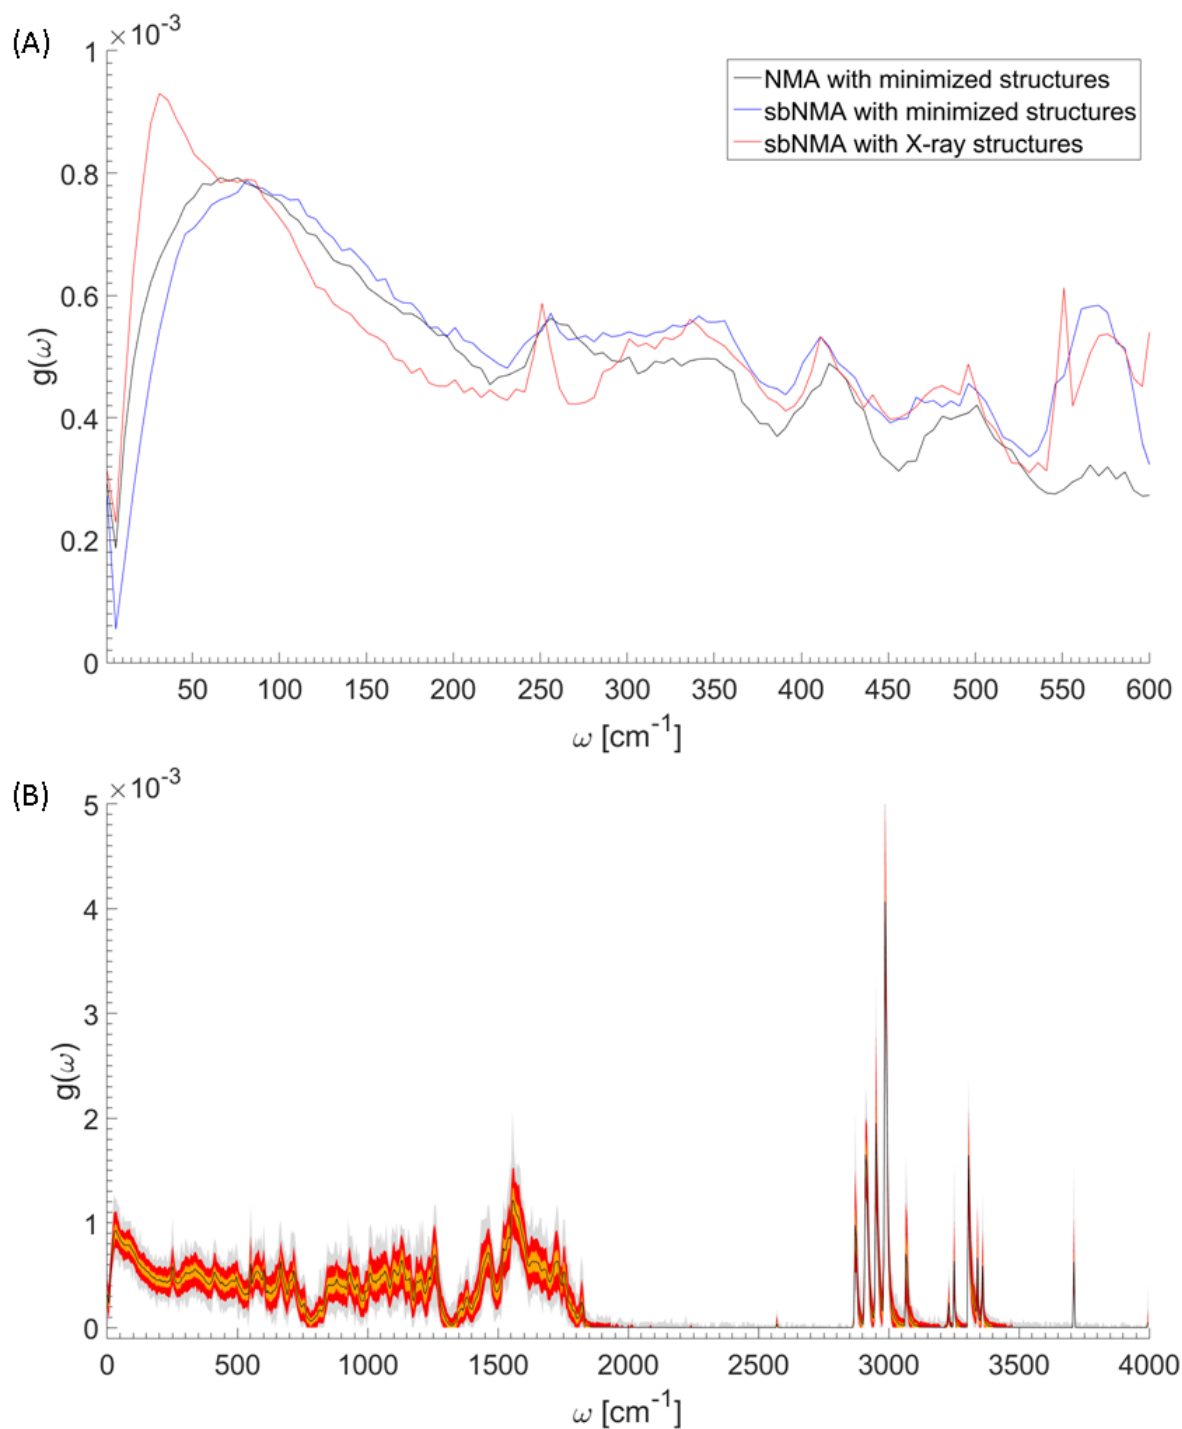 (A)
×10⁻³
1
0.8
0.6
0.4
0.2
0
g(ω)
NMA with minimized structures
sbNMA with minimized structures
sbNMA with X-ray structures
50 100 150 200 250 300 350 400 450 500 550 600
ω [cm⁻¹]
(B)
×10⁻³
5
4
3
2
1
0
g(ω)
0 500 1000 1500 2000 2500 3000 3500 4000
ω [cm⁻¹]